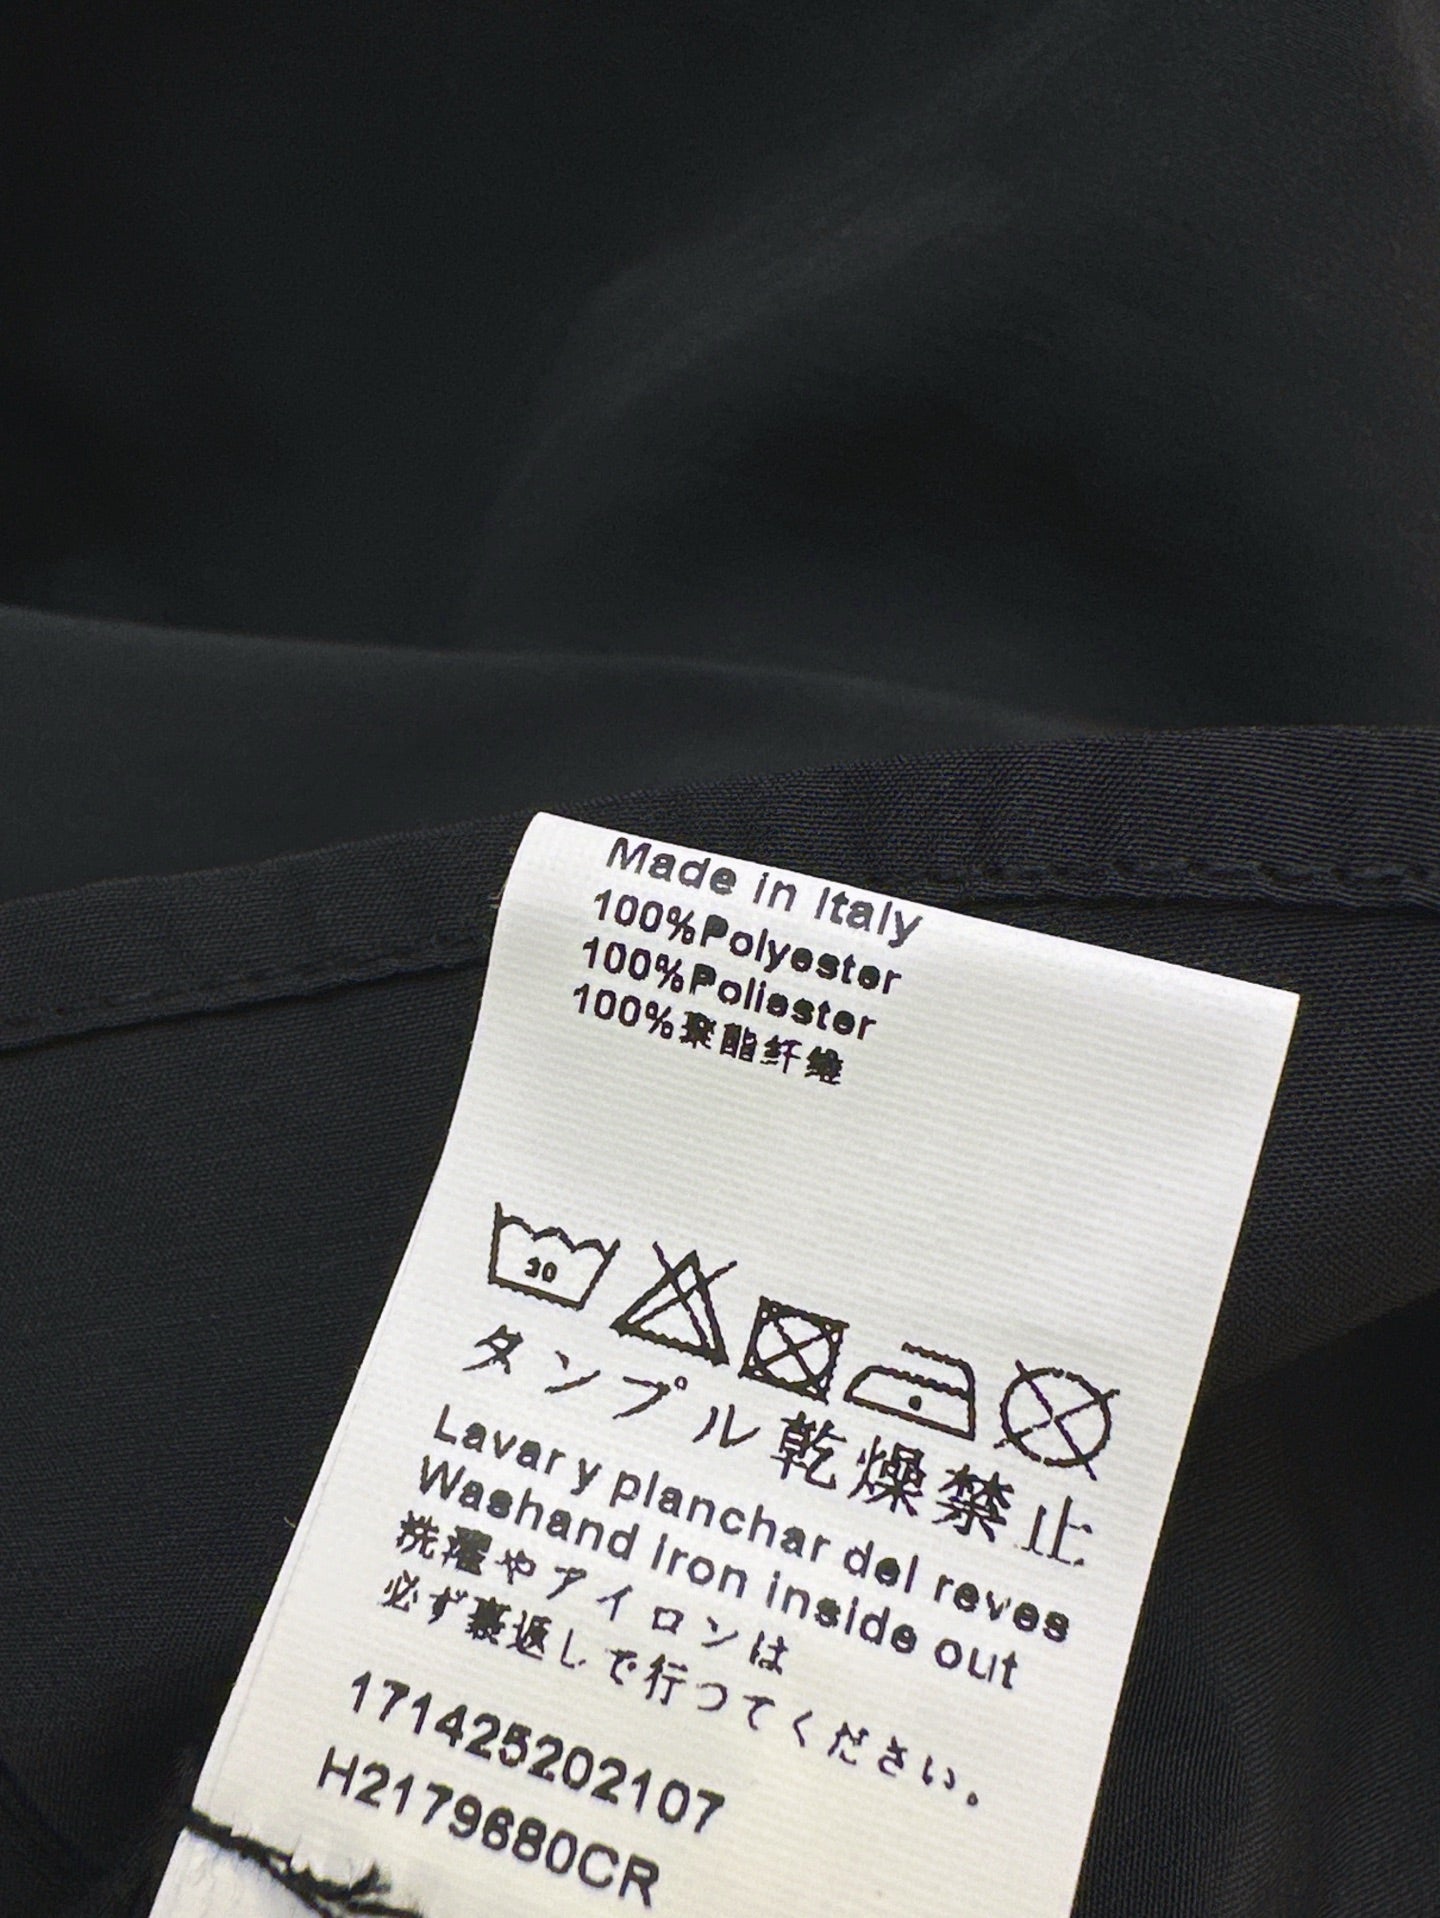 Made in Italy
100%Polyester
100%Poliester
100%聚酯纤维
30
タンプル乾燥禁止
Lavar y planchar del reves
Washand iron inside out
洗濯やアイロンは
必ず裏返しで行つてください。
171425202107
H2179680CR